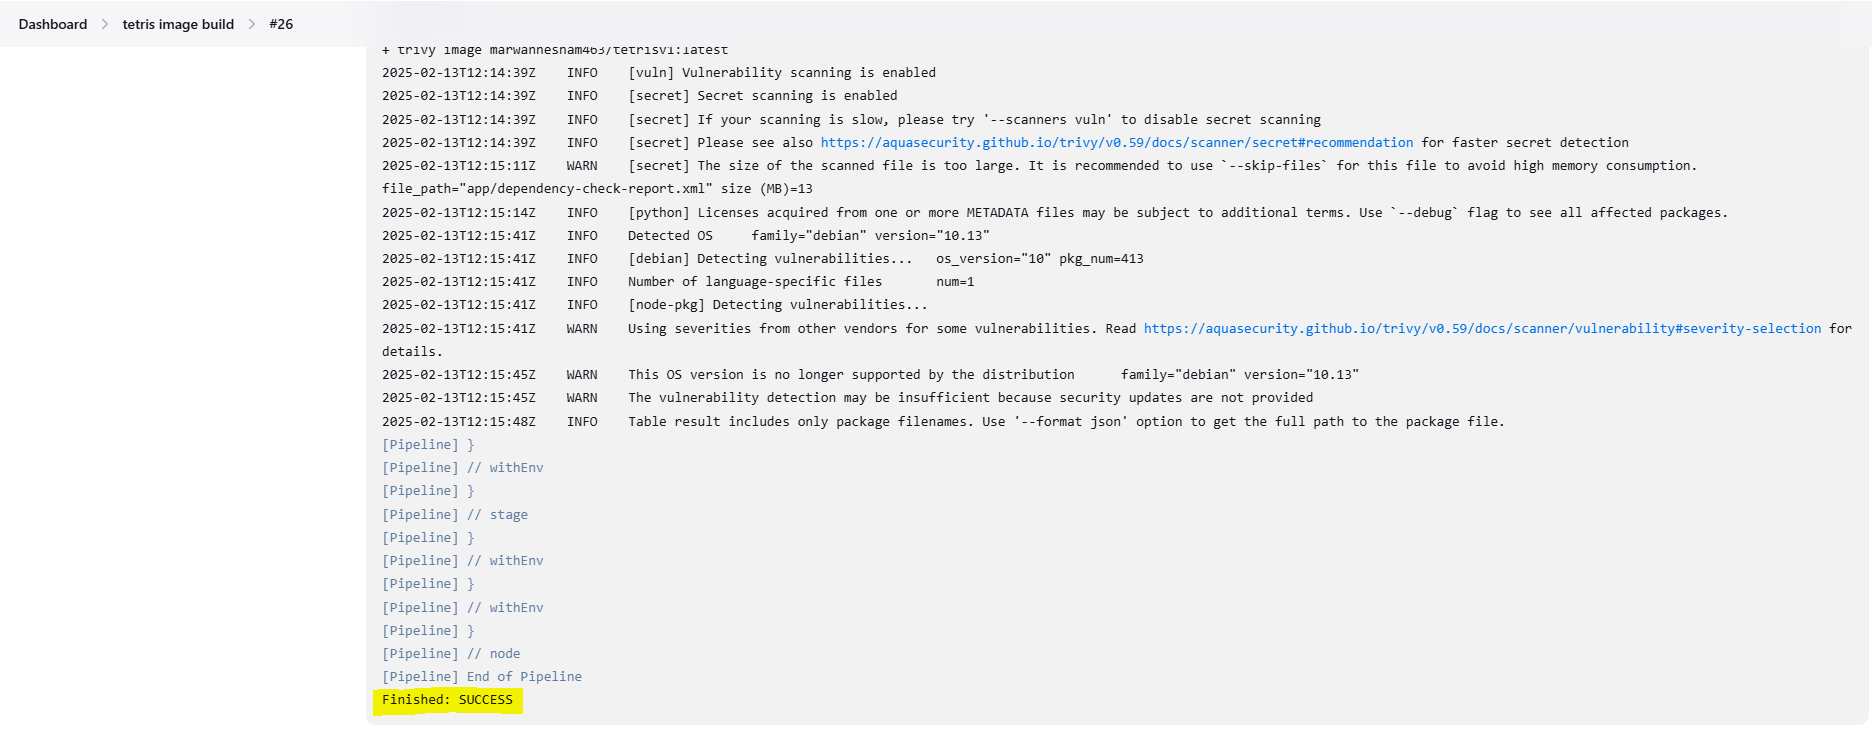 Dashboard > tetris image build > #26
+ trivy image marwanhesham463/tetrisv1:latest
2025-02-13T12:14:39Z    INFO    [vuln] Vulnerability scanning is enabled
2025-02-13T12:14:39Z    INFO    [secret] Secret scanning is enabled
2025-02-13T12:14:39Z    INFO    [secret] If your scanning is slow, please try '--scanners vuln' to disable secret scanning
2025-02-13T12:14:39Z    INFO    [secret] Please see also https://aquasecurity.github.io/trivy/v0.59/docs/scanner/secret#recommendation for faster secret detection
2025-02-13T12:15:11Z    WARN    [secret] The size of the scanned file is too large. It is recommended to use `--skip-files` for this file to avoid high memory consumption.
file_path="app/dependency-check-report.xml" size (MB)=13
2025-02-13T12:15:14Z    INFO    [python] Licenses acquired from one or more METADATA files may be subject to additional terms. Use `--debug` flag to see all affected packages.
2025-02-13T12:15:41Z    INFO    Detected OS     family="debian" version="10.13"
2025-02-13T12:15:41Z    INFO    [debian] Detecting vulnerabilities...   os_version="10" pkg_num=413
2025-02-13T12:15:41Z    INFO    Number of language-specific files       num=1
2025-02-13T12:15:41Z    INFO    [node-pkg] Detecting vulnerabilities...
2025-02-13T12:15:41Z    WARN    Using severities from other vendors for some vulnerabilities. Read https://aquasecurity.github.io/trivy/v0.59/docs/scanner/vulnerability#severity-selection for
details.
2025-02-13T12:15:45Z    WARN    This OS version is no longer supported by the distribution      family="debian" version="10.13"
2025-02-13T12:15:45Z    WARN    The vulnerability detection may be insufficient because security updates are not provided
2025-02-13T12:15:48Z    INFO    Table result includes only package filenames. Use '--format json' option to get the full path to the package file.
[Pipeline] }
[Pipeline] // withEnv
[Pipeline] }
[Pipeline] // stage
[Pipeline] }
[Pipeline] // withEnv
[Pipeline] }
[Pipeline] // withEnv
[Pipeline] }
[Pipeline] // node
[Pipeline] End of Pipeline
Finished: SUCCESS